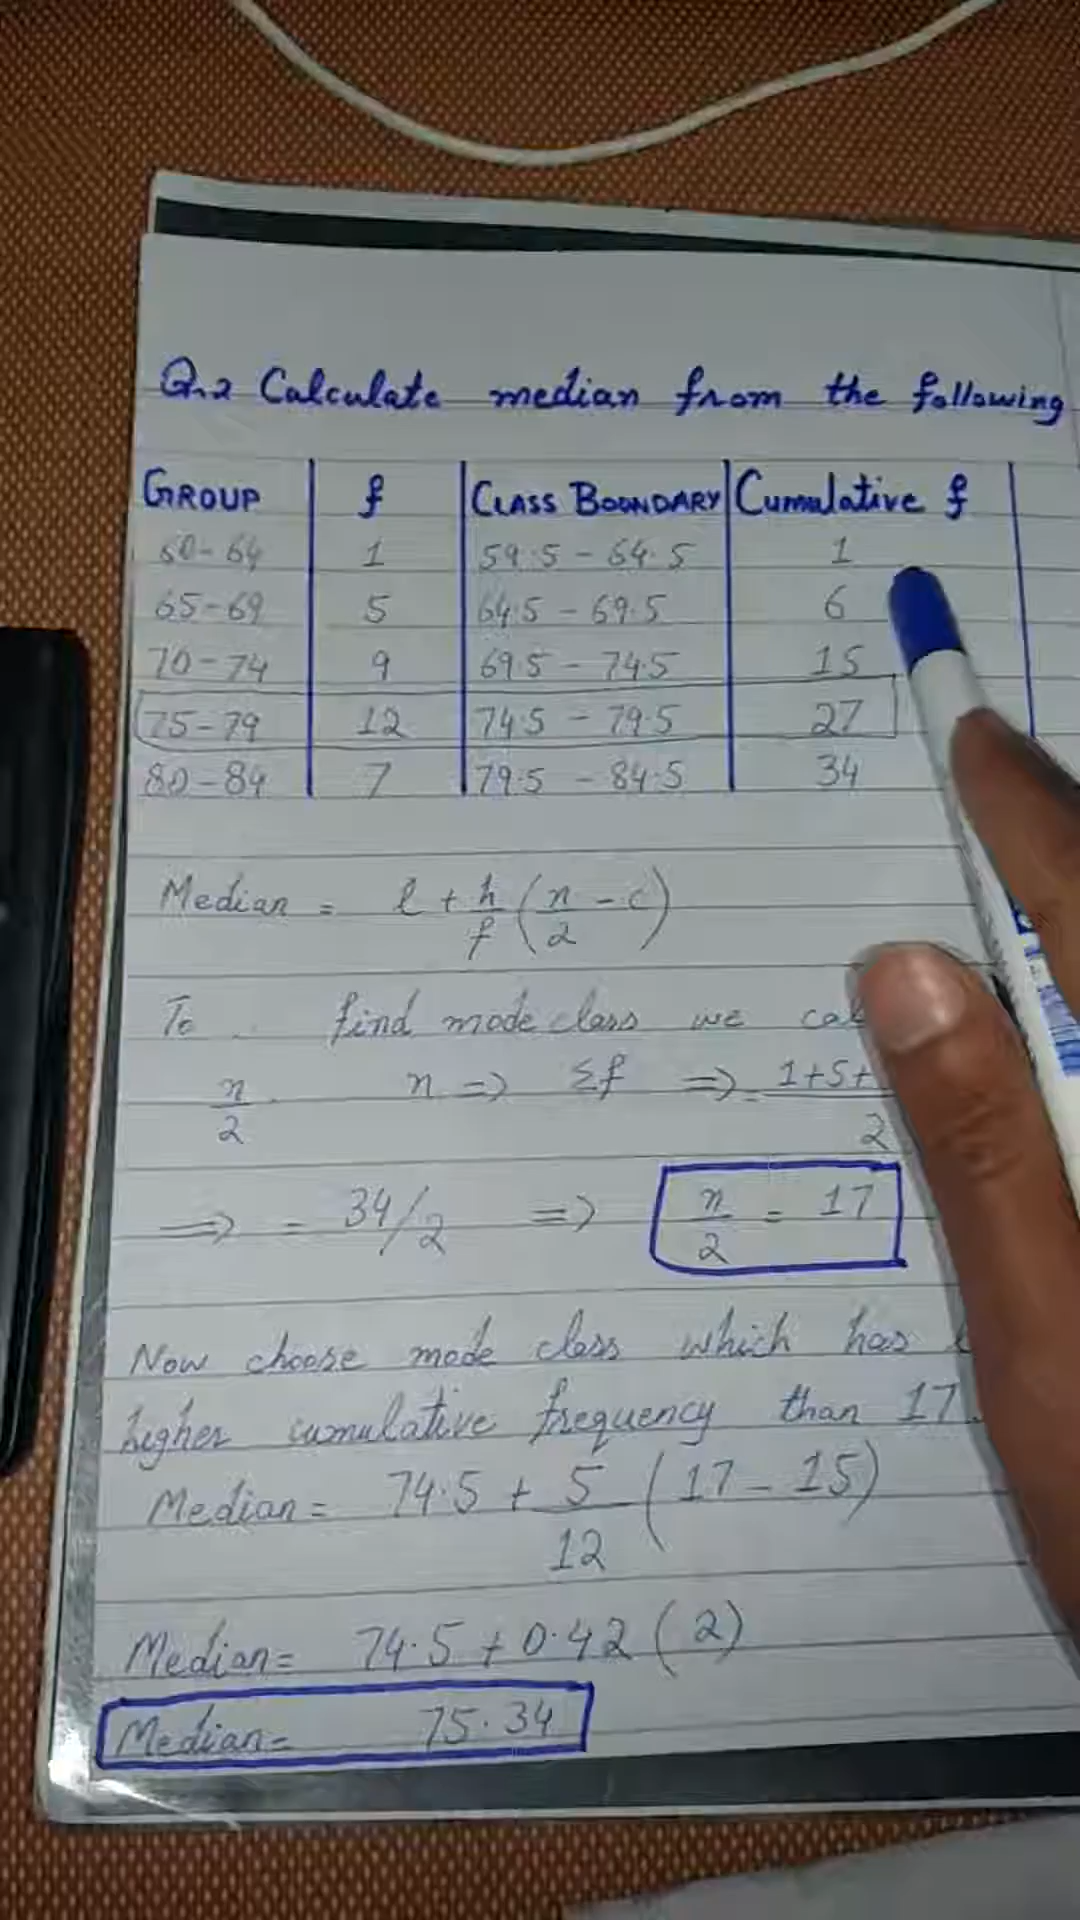 Q.2 Calculate median from the following
GROUP f CLASS BOUNDARY Cumulative f
60-64 1 59.5 - 64.5 1
65-69 5 64.5 - 69.5 6
70-74 9 69.5 - 74.5 15
75-79 12 74.5 - 79.5 27
80-84 7 79.5 - 84.5 34
Median = l + h/f (n/2 - c)
To find mode class we
n/2 n => Σf => 1+5+ / 2
=> = 34/2 => n/2 = 17
Now choose mode class which has
higher cumulative frequency than 17
Median = 74.5 + 5/12 (17 - 15)
Median = 74.5 + 0.42 (2)
Median = 75.34